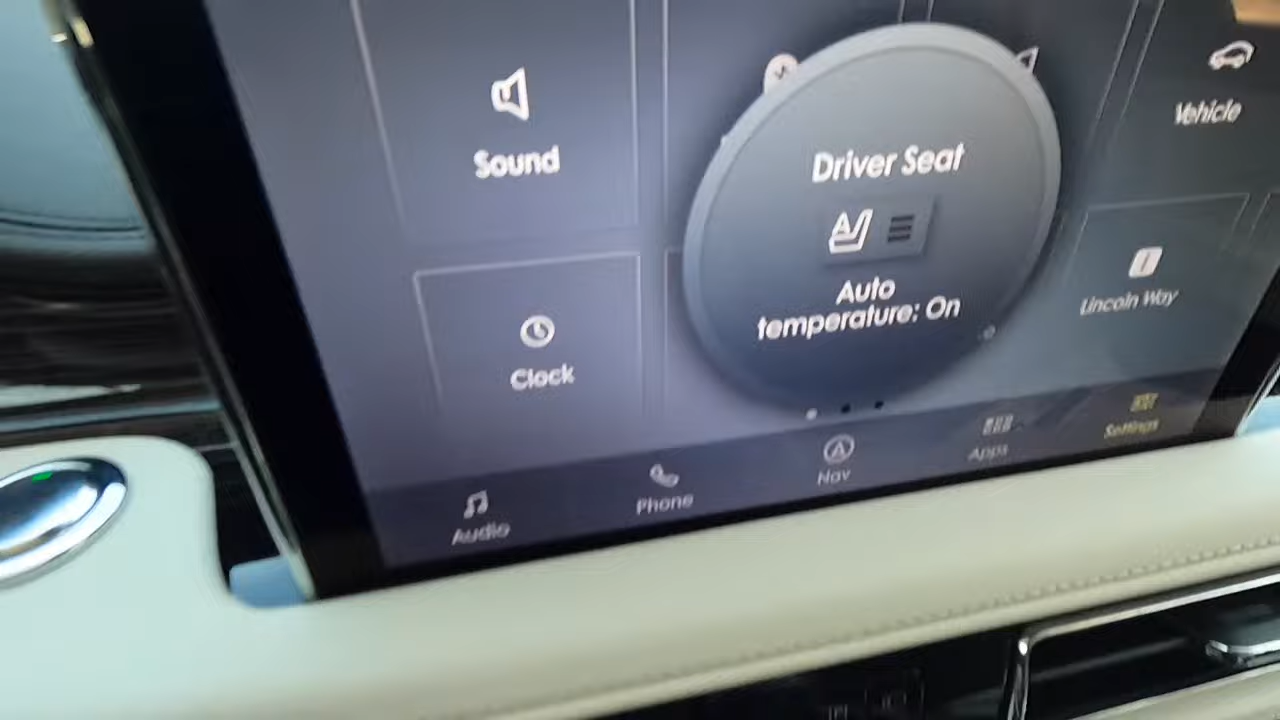 Sound
Driver Seat
A
Auto
temperature: On
Vehicle
Clock
Lincoln Way
Audio
Phone
Nav
Apps
Settings